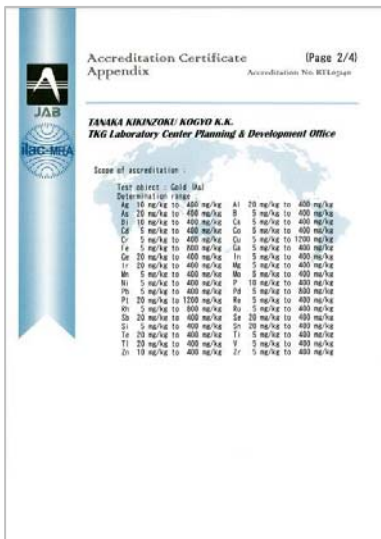 Accreditation Certificate (Page 2/4)
Appendix Accreditation No. RTL03240
JAB
ilac-MRA
TANAKA KIKINZOKU KOGYO K.K.
TKG Laboratory Center Planning & Development Office
Scope of accreditation :
Test object : Gold (Au)
Determination range :
Ag 10 mg/kg to 400 mg/kg Al 20 mg/kg to 400 mg/kg
As 20 mg/kg to 400 mg/kg B 5 mg/kg to 400 mg/kg
Bi 10 mg/kg to 400 mg/kg Ca 5 mg/kg to 400 mg/kg
Cd 5 mg/kg to 400 mg/kg Co 5 mg/kg to 400 mg/kg
Cr 5 mg/kg to 400 mg/kg Cu 5 mg/kg to 1200 mg/kg
Fe 5 mg/kg to 800 mg/kg Ga 5 mg/kg to 400 mg/kg
Ge 20 mg/kg to 400 mg/kg In 5 mg/kg to 400 mg/kg
Ir 20 mg/kg to 400 mg/kg Mg 5 mg/kg to 400 mg/kg
Mn 5 mg/kg to 400 mg/kg Mo 5 mg/kg to 400 mg/kg
Ni 5 mg/kg to 400 mg/kg P 10 mg/kg to 400 mg/kg
Pb 5 mg/kg to 400 mg/kg Pd 5 mg/kg to 800 mg/kg
Pt 20 mg/kg to 1200 mg/kg Re 5 mg/kg to 400 mg/kg
Rh 5 mg/kg to 800 mg/kg Ru 5 mg/kg to 400 mg/kg
Sb 20 mg/kg to 400 mg/kg Se 20 mg/kg to 400 mg/kg
Si 5 mg/kg to 400 mg/kg Sn 20 mg/kg to 400 mg/kg
Te 20 mg/kg to 400 mg/kg Ti 5 mg/kg to 400 mg/kg
Tl 20 mg/kg to 400 mg/kg V 5 mg/kg to 400 mg/kg
Zn 10 mg/kg to 400 mg/kg Zr 5 mg/kg to 400 mg/kg